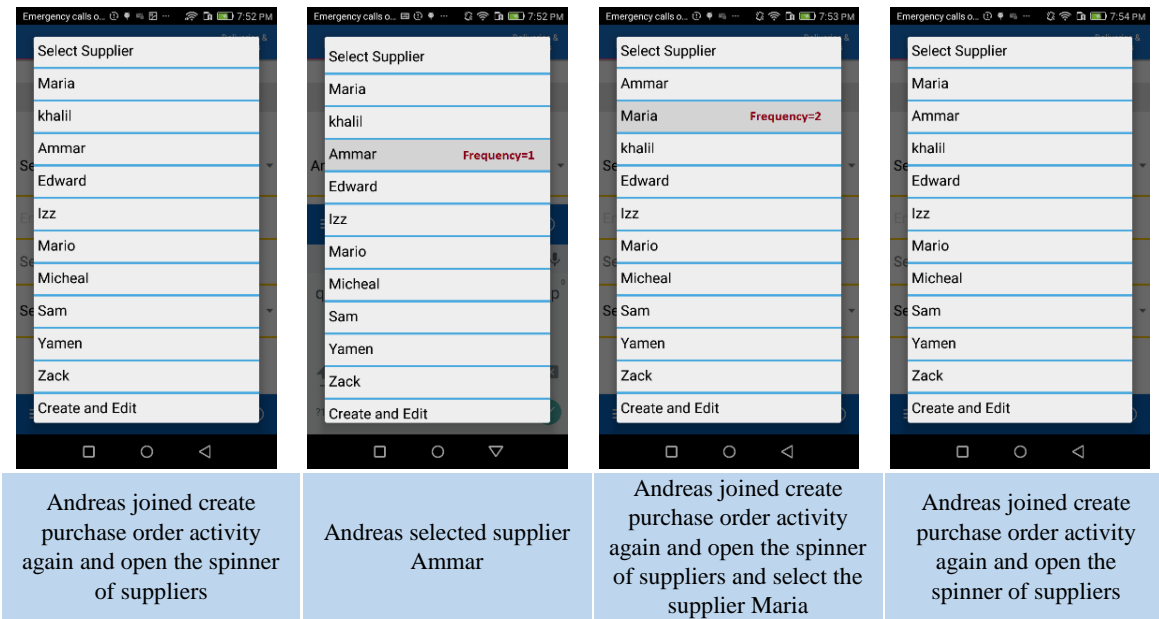 Emergency calls o... 7:52 PM
Select Supplier
Maria
khalil
Ammar
Edward
Izz
Mario
Micheal
Sam
Yamen
Zack
Create and Edit
Andreas joined create
purchase order activity
again and open the spinner
of suppliers
Emergency calls o... 7:52 PM
Select Supplier
Maria
khalil
Ammar Frequency=1
Edward
Izz
Mario
Micheal
Sam
Yamen
Zack
Create and Edit
Andreas selected supplier
Ammar
Emergency calls o... 7:53 PM
Select Supplier
Ammar
Maria Frequency=2
khalil
Edward
Izz
Mario
Micheal
Sam
Yamen
Zack
Create and Edit
Andreas joined create
purchase order activity
again and open the spinner
of suppliers and select the
supplier Maria
Emergency calls o... 7:54 PM
Select Supplier
Maria
Ammar
khalil
Edward
Izz
Mario
Micheal
Sam
Yamen
Zack
Create and Edit
Andreas joined create
purchase order activity
again and open the
spinner of suppliers